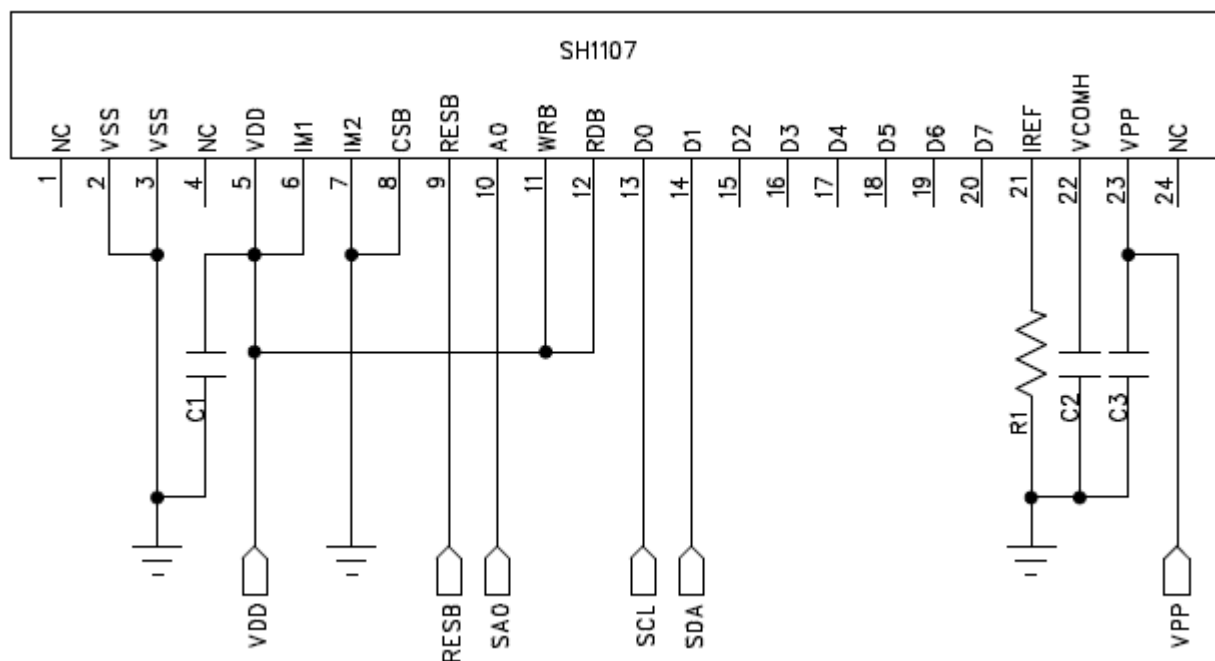 SH1107
NC
VSS
VSS
NC
VDD
IM1
IM2
CSB
RESB
A0
WRB
RDB
D0
D1
D2
D3
D4
D5
D6
D7
IREF
VCOMH
VPP
NC
1
2
3
4
5
6
7
8
9
10
11
12
13
14
15
16
17
18
19
20
21
22
23
24
C1
R1
C2
C3
VDD
RESB
SA0
SCL
SDA
VPP